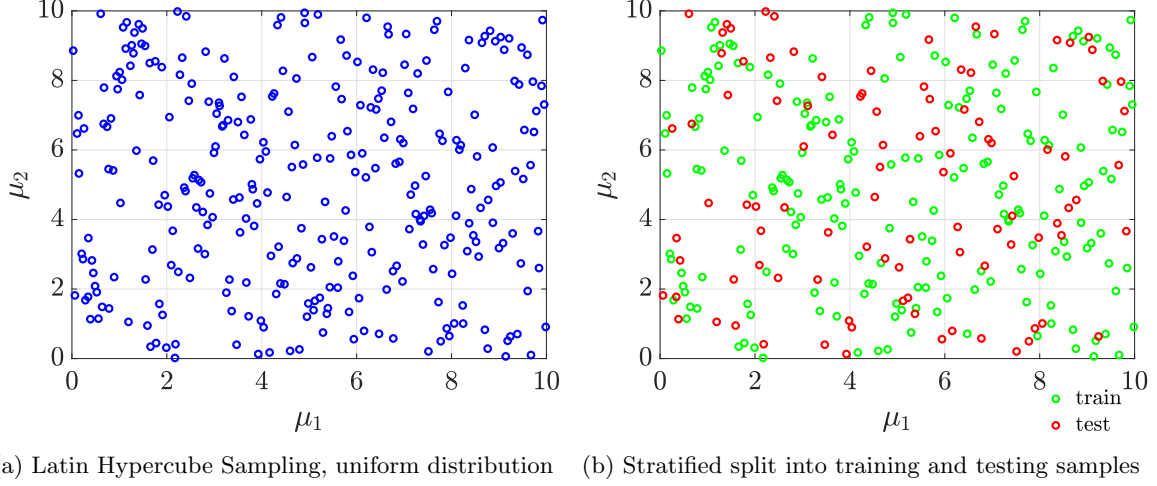 10
8
6
4
2
0
μ2
0 2 4 6 8 10
μ1
10
8
6
4
2
0
μ2
0 2 4 6 8 10
μ1
train
test
a) Latin Hypercube Sampling, uniform distribution
(b) Stratified split into training and testing samples